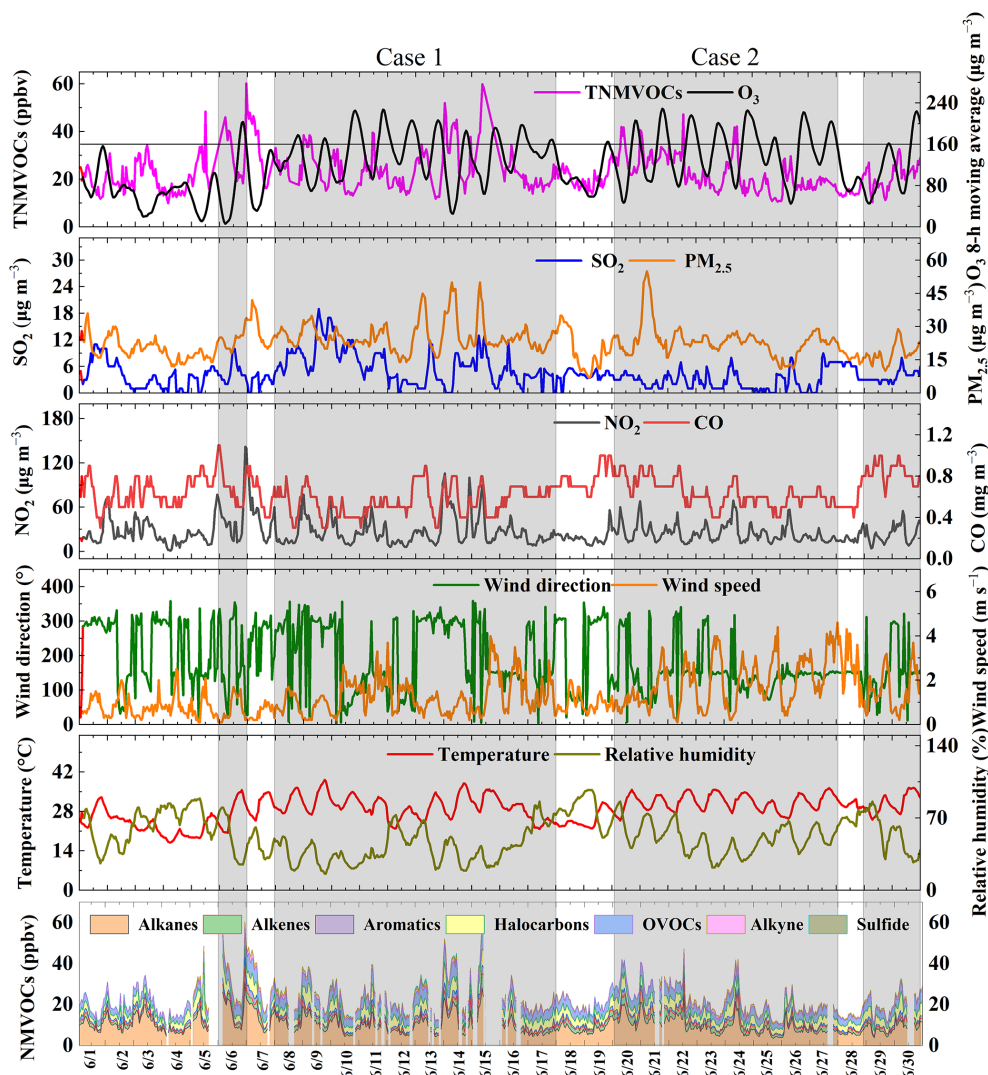 Case 1
Case 2
TNMVOCs (ppbv)
60
40
20
0
TNMVOCs
O3
240
160
80
0
O3 8-h moving average (μg m−3)
SO2 (μg m−3)
30
24
18
12
6
0
SO2
PM2.5
60
45
30
15
0
PM2.5 (μg m−3)
NO2 (μg m−3)
180
120
60
0
NO2
CO
1.2
0.8
0.4
0.0
CO (mg m−3)
Wind direction (°)
400
300
200
100
0
Wind direction
Wind speed
6
4
2
0
Wind speed (m s−1)
Temperature (°C)
42
28
14
0
Temperature
Relative humidity
140
70
0
Relative humidity (%)
NMVOCs (ppbv)
60
40
20
0
Alkanes
Alkenes
Aromatics
Halocarbons
OVOCs
Alkyne
Sulfide
60
40
20
0
6/1
6/2
6/3
6/4
6/5
6/6
6/7
6/8
6/9
6/10
6/11
6/12
6/13
6/14
6/15
6/16
6/17
6/18
6/19
6/20
6/21
6/22
6/23
6/24
6/25
6/26
6/27
6/28
6/29
6/30